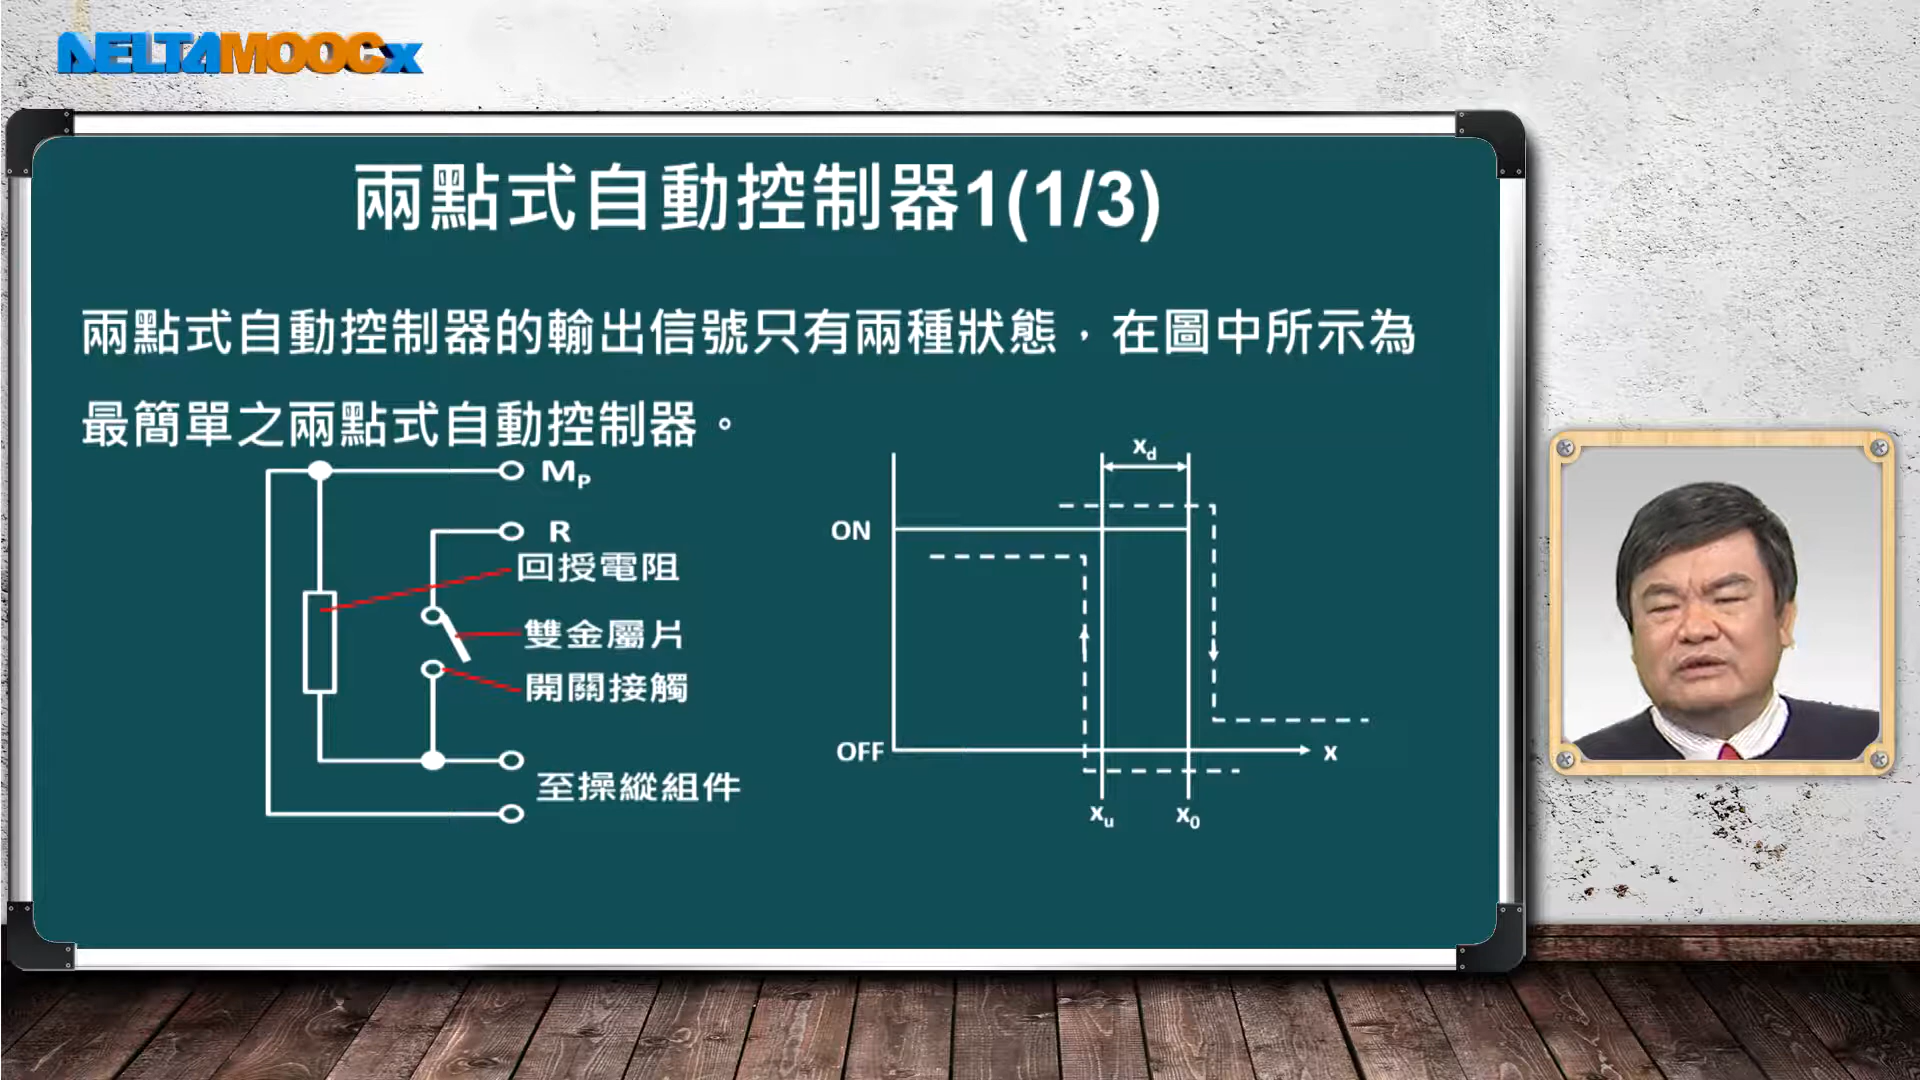 DELTAMOOCx
兩點式自動控制器1(1/3)
兩點式自動控制器的輸出信號只有兩種狀態，在圖中所示為
最簡單之兩點式自動控制器。
MP
R
回授電阻
雙金屬片
開關接觸
至操縱組件
xd
ON
OFF
x
xu
x0